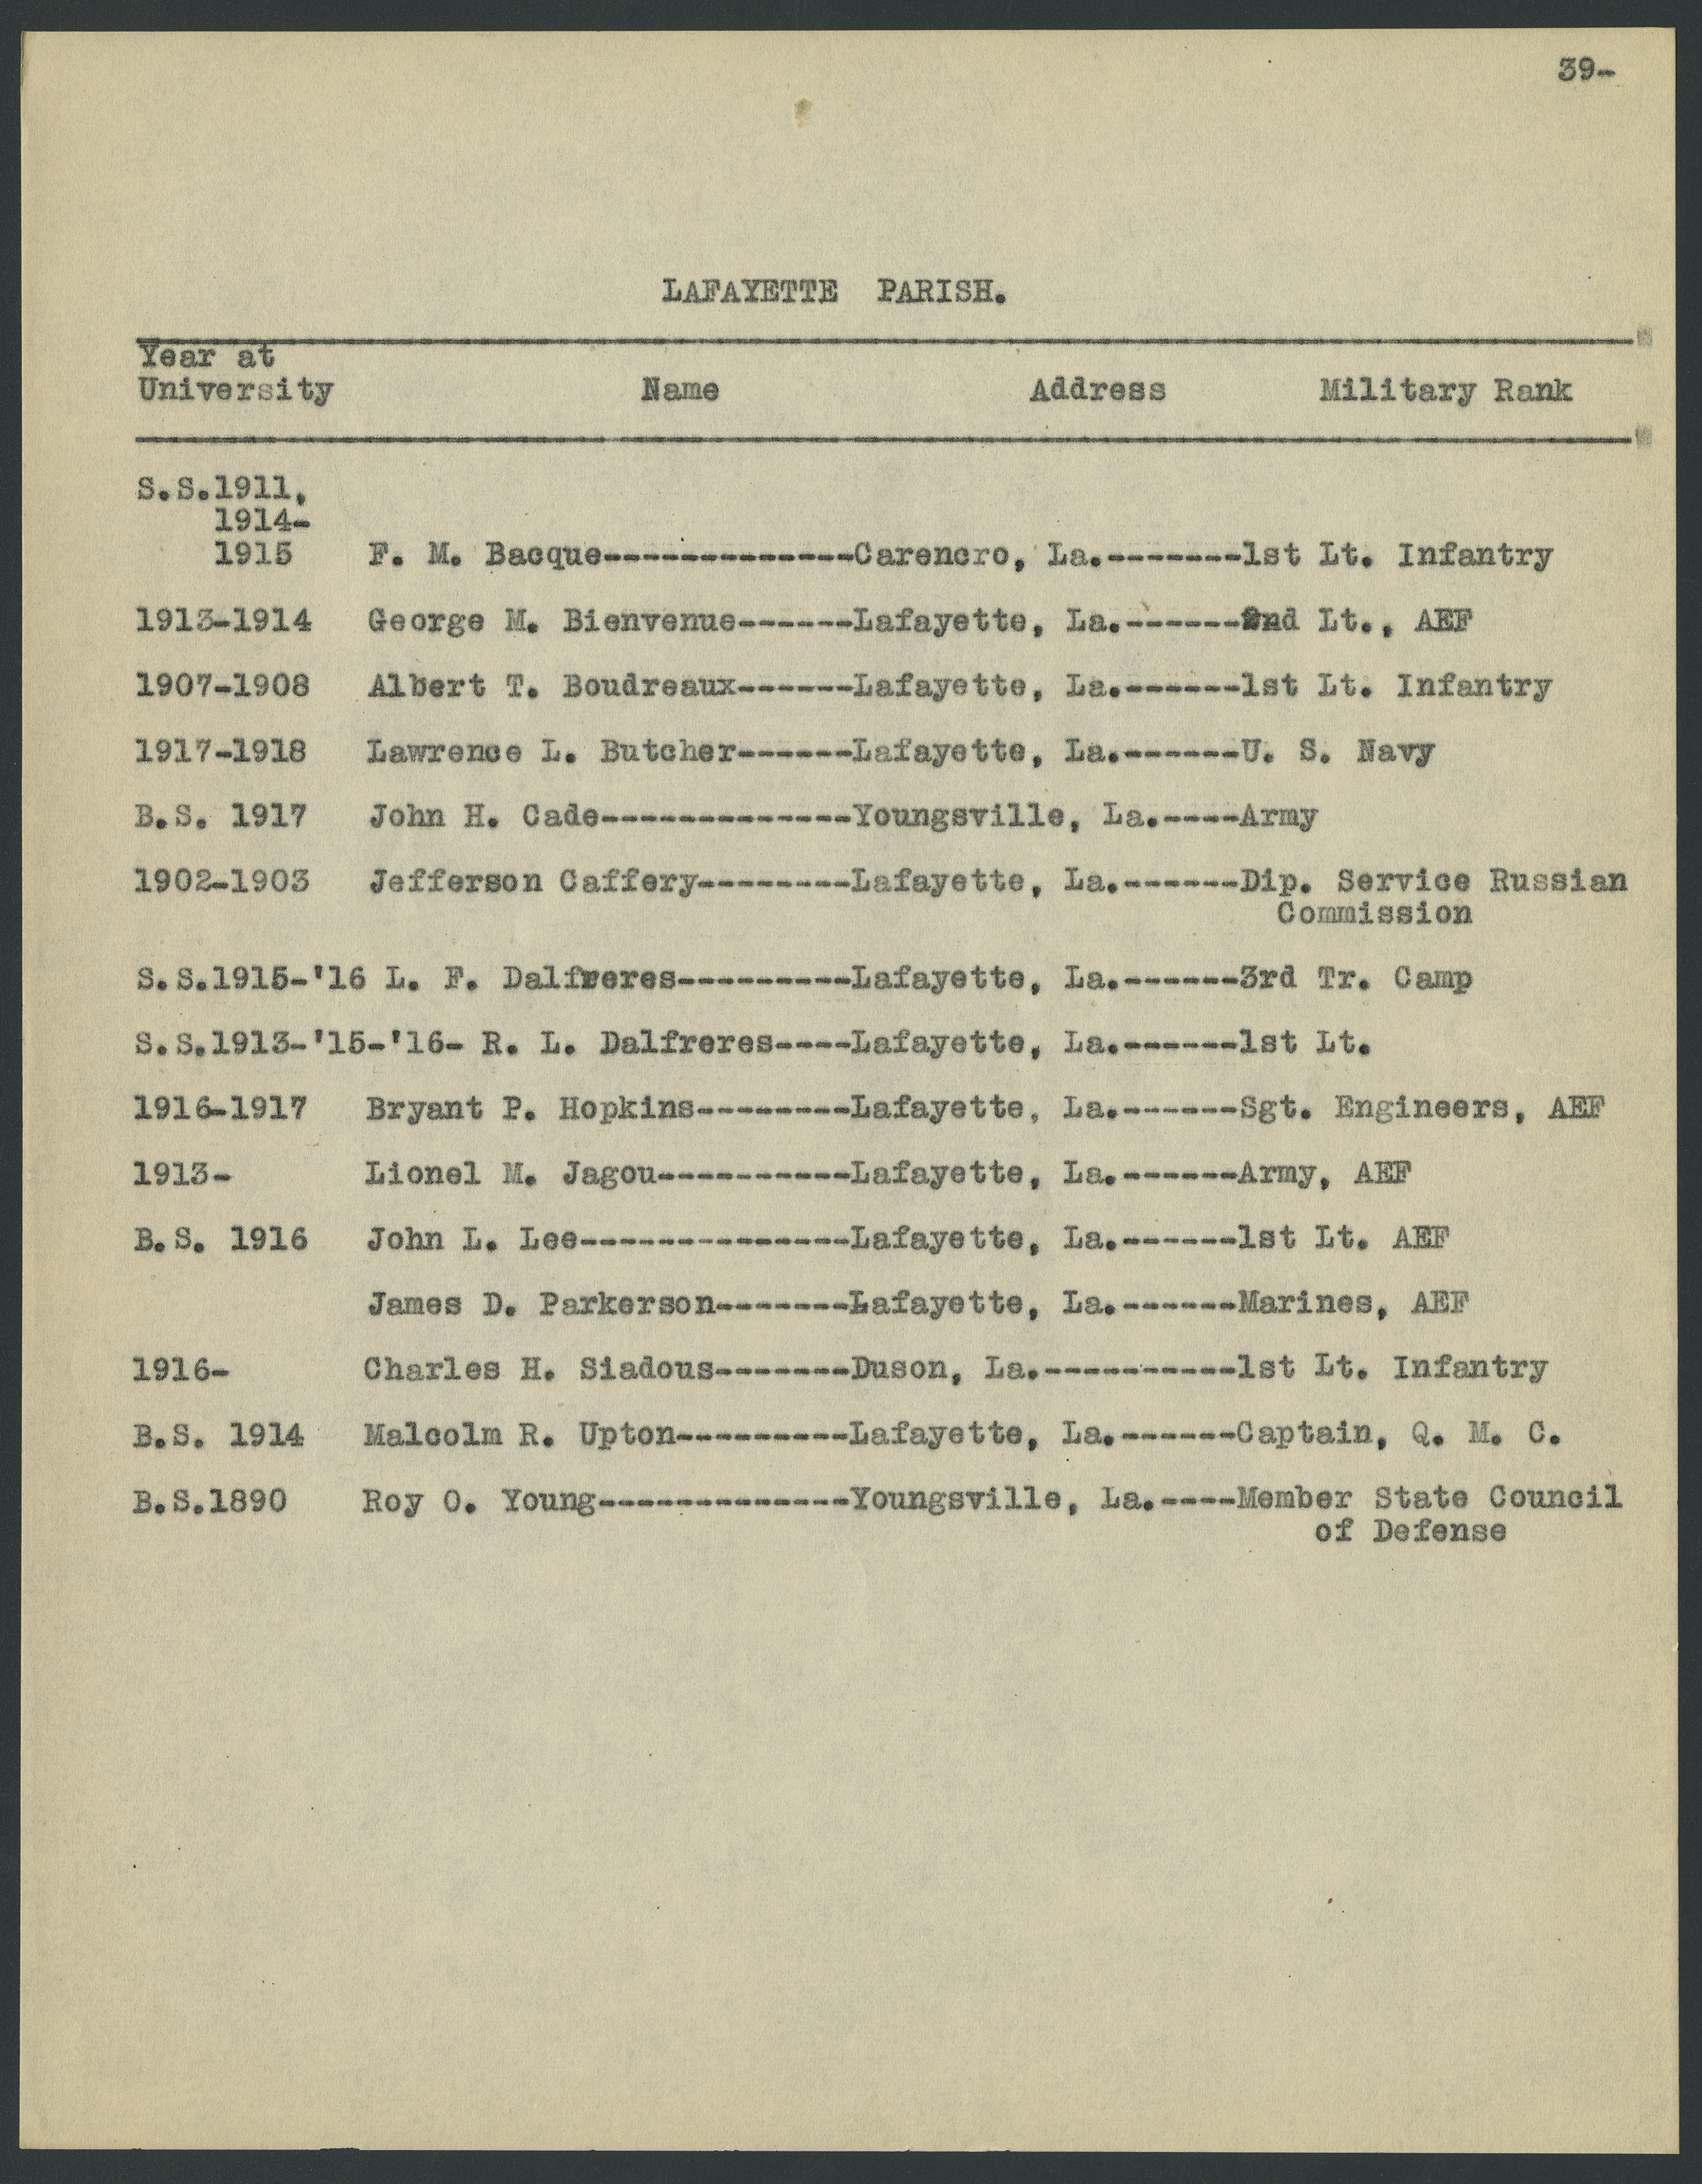 39-
LAFAYETTE PARISH.
Year at
University Name Address Military Rank
S.S.1911,
1914-
1915 F. M. Bacque-------------Carencro, La.-------1st Lt. Infantry
1913-1914 George M. Bienvenue------Lafayette, La.------2nd Lt., AEF
1907-1908 Albert T. Boudreaux------Lafayette, La.------1st Lt. Infantry
1917-1918 Lawrence L. Butcher------Lafayette, La.------U. S. Navy
B.S. 1917 John H. Cade-------------Youngsville, La.----Army
1902-1903 Jefferson Caffery--------Lafayette, La.------Dip. Service Russian
Commission
S.S.1915-'16 L. F. Dalfreres---------Lafayette, La.------3rd Tr. Camp
S.S.1913-'15-'16- R. L. Dalfreres----Lafayette, La.------1st Lt.
1916-1917 Bryant P. Hopkins--------Lafayette, La.------Sgt. Engineers, AEF
1913- Lionel M. Jagou----------Lafayette, La.------Army, AEF
B.S. 1916 John L. Lee--------------Lafayette, La.------1st Lt. AEF
James D. Parkerson-------Lafayette, La.------Marines, AEF
1916- Charles H. Siadous-------Duson, La.----------1st Lt. Infantry
B.S. 1914 Malcolm R. Upton---------Lafayette, La.------Captain, Q. M. C.
B.S.1890 Roy O. Young-------------Youngsville, La.----Member State Council
of Defense